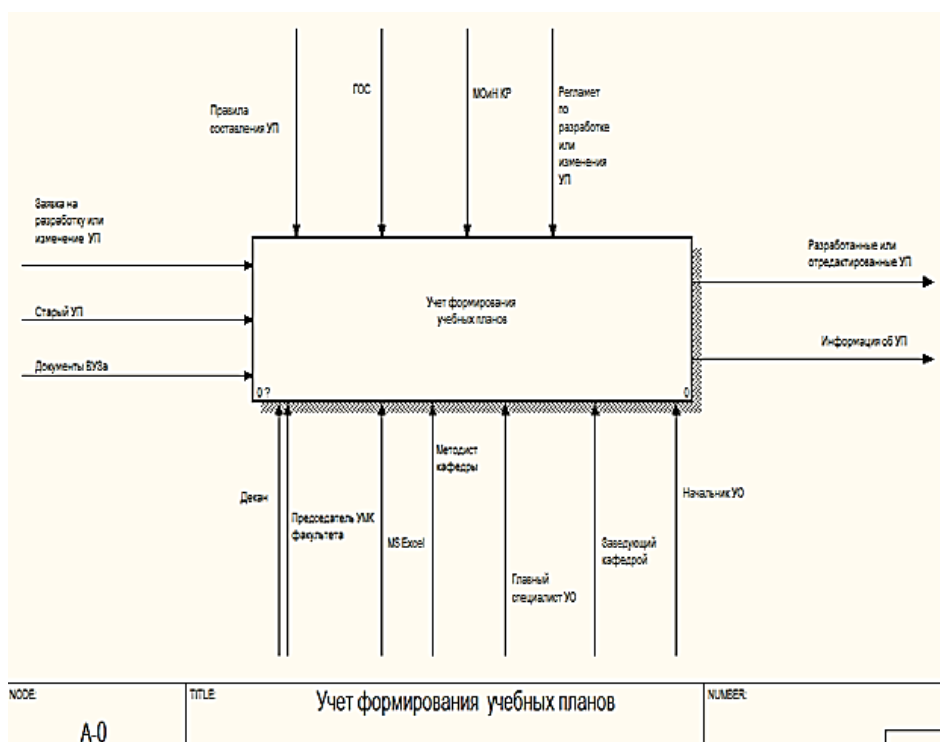 Правила
составления УП
ГОС
МОиН КР
Регламет
по
разработке
или
изменения
УП
Заявка на
разработку или
изменение УП
Старый УП
Документы ВУЗа
Учет формирования
учебных планов
0 ?
0
Разработанные или
отредактированные УП
Информация об УП
Декан
Председатель УМК
факультета
MS Excel
Методист
кафедры
Главный
специалист УО
Заведующий
кафедрой
Начальник УО
NODE:
A-0
TITLE:
Учет формирования учебных планов
NUMBER: